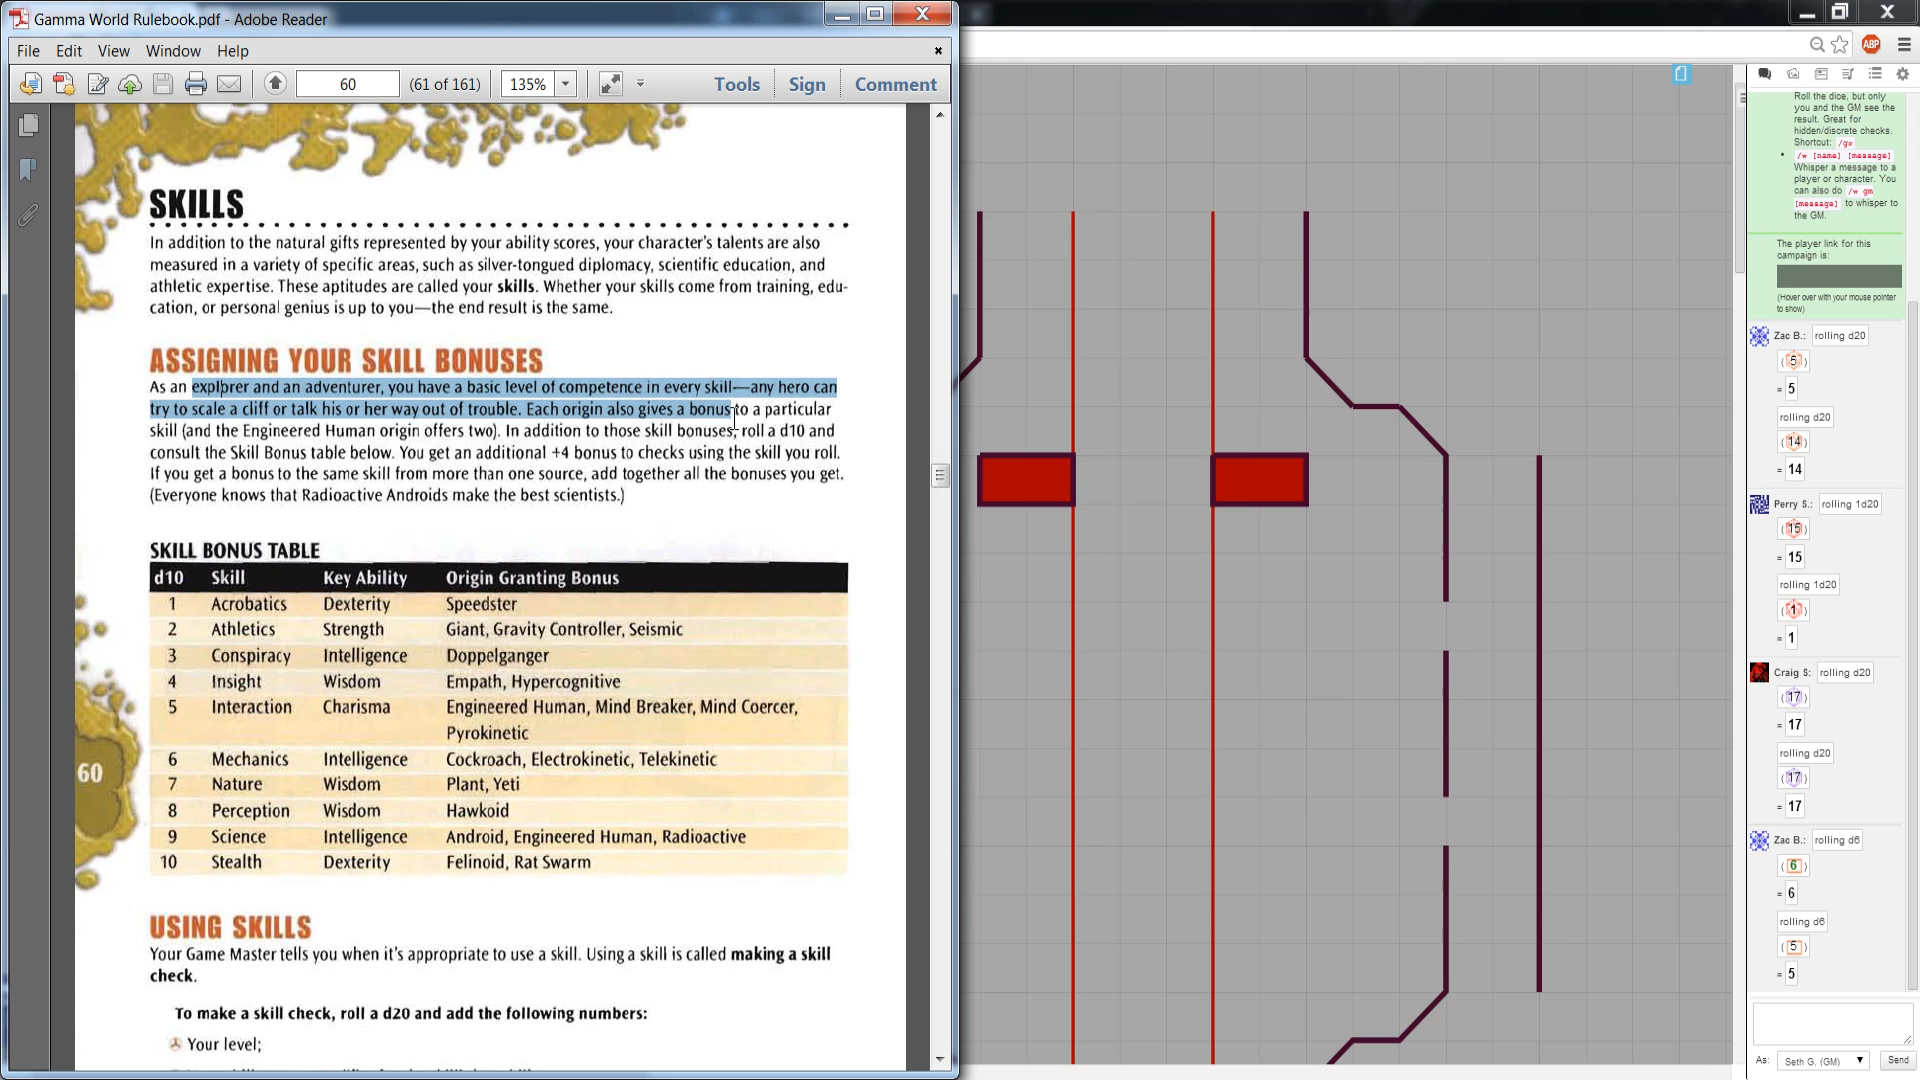 Gamma World Rulebook.pdf - Adobe Reader
File Edit View Window Help
60 (61 of 161) 135% Tools Sign Comment
SKILLS
In addition to the natural gifts represented by your ability scores, your character's talents are also
measured in a variety of specific areas, such as silver-tongued diplomacy, scientific education, and
athletic expertise. These aptitudes are called your skills. Whether your skills come from training, edu-
cation, or personal genius is up to you—the end result is the same.
ASSIGNING YOUR SKILL BONUSES
As an explorer and an adventurer, you have a basic level of competence in every skill—any hero can
try to scale a cliff or talk his or her way out of trouble. Each origin also gives a bonus to a particular
skill (and the Engineered Human origin offers two). In addition to those skill bonuses, roll a d10 and
consult the Skill Bonus table below. You get an additional +4 bonus to checks using the skill you roll.
If you get a bonus to the same skill from more than one source, add together all the bonuses you get.
(Everyone knows that Radioactive Androids make the best scientists.)
SKILL BONUS TABLE
d10 Skill Key Ability Origin Granting Bonus
1 Acrobatics Dexterity Speedster
2 Athletics Strength Giant, Gravity Controller, Seismic
3 Conspiracy Intelligence Doppelganger
4 Insight Wisdom Empath, Hypercognitive
5 Interaction Charisma Engineered Human, Mind Breaker, Mind Coercer,
Pyrokinetic
6 Mechanics Intelligence Cockroach, Electrokinetic, Telekinetic
7 Nature Wisdom Plant, Yeti
8 Perception Wisdom Hawkoid
9 Science Intelligence Android, Engineered Human, Radioactive
10 Stealth Dexterity Felinoid, Rat Swarm
60
USING SKILLS
Your Game Master tells you when it's appropriate to use a skill. Using a skill is called making a skill
check.
To make a skill check, roll a d20 and add the following numbers:
Your level;
ABP
Roll the dice, but only
you and the GM see the
result. Great for
hidden/discrete checks.
Shortcut: /gr
/w [name] [message]
Whisper a message to a
player or character. You
can also do /w gm
[message] to whisper to
the GM.
The player link for this
campaign is:
(Hover over with your mouse pointer
to show)
Zac B.: rolling d20
(5)
= 5
rolling d20
(14)
= 14
Perry S.: rolling 1d20
(15)
= 15
rolling 1d20
(1)
= 1
Craig S: rolling d20
(17)
= 17
rolling d20
(17)
= 17
Zac B.: rolling d6
(6)
= 6
rolling d6
(5)
= 5
As: Seth G. (GM) Send